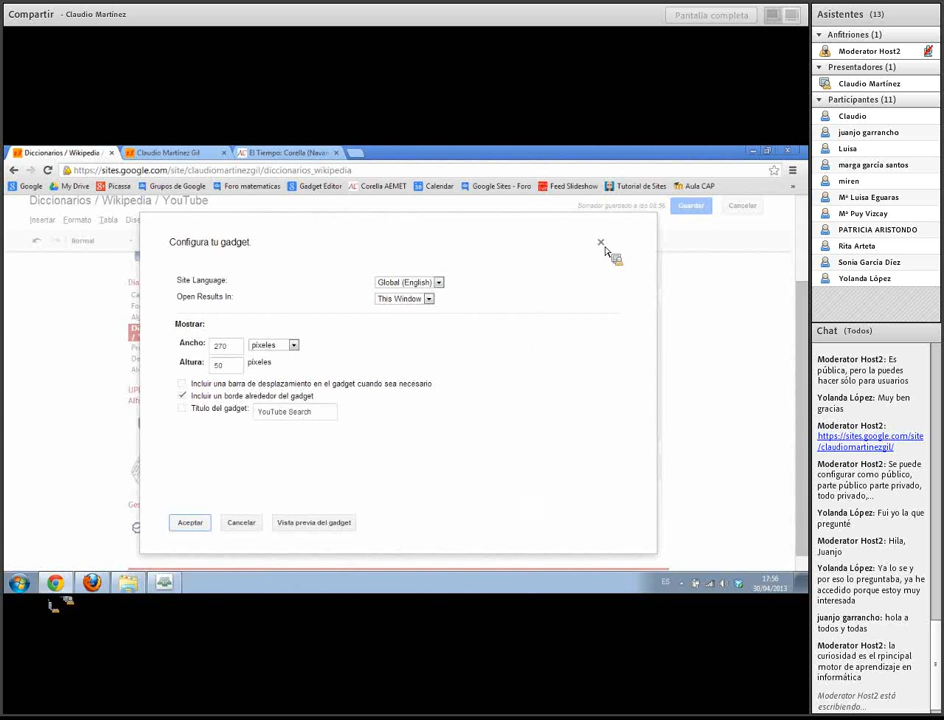 Compartir - Claudio Martínez
Pantalla completa
Diccionarios / Wikipedia /
Claudio Martínez Gil
El Tiempo: Corella (Navar
https://sites.google.com/site/claudiomartinezgil/diccionarios_wikipedia
Google
My Drive
Picassa
Grupos de Google
Foro matematicas
Gadget Editor
Corella AEMET
Calendar
Google Sites - Foro
Feed Slideshow
Tutorial de Sites
Aula CAP
Diccionarios / Wikipedia / YouTube
Guardar
Cancelar
Insertar Formato Tabla
Normal
Configura tu gadget.
Site Language: Global (English)
Open Results In: This Window
Mostrar:
Ancho: 270 píxeles
Altura: 50 píxeles
Incluir una barra de desplazamiento en el gadget cuando sea necesario
Incluir un borde alrededor del gadget
Título del gadget: YouTube Search
Aceptar
Cancelar
Vista previa del gadget
ES
17:56
30/04/2013
Asistentes (13)
Anfitriones (1)
Moderator Host2
Presentadores (1)
Claudio Martínez
Participantes (11)
Claudio
juanjo garrancho
Luisa
marga garcía santos
miren
Mª Luisa Eguaras
Mª Puy Vizcay
PATRICIA ARISTONDO
Rita Arteta
Sonia García Díez
Yolanda López
Chat (Todos)
Moderator Host2: Es
pública, pero la puedes
hacer sólo para usuarios
Yolanda López: Muy ben
gracias
Moderator Host2:
https://sites.google.com/site
/claudiomartinezgil/
Moderator Host2: Se puede
configurar como público,
parte público parte privado,
todo privado,...
Yolanda López: Fui yo la que
pregunté
Moderator Host2: Hila,
Juanjo
Yolanda López: Ya lo se y
por eso lo preguntaba, ya he
accedido porque estoy muy
interesada
juanjo garrancho: hola a
todos y todas
Moderator Host2: la
curiosidad es el rpincipal
motor de aprendizaje en
informática
Moderator Host2 está
escribiendo...